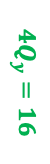 4Qy = 16